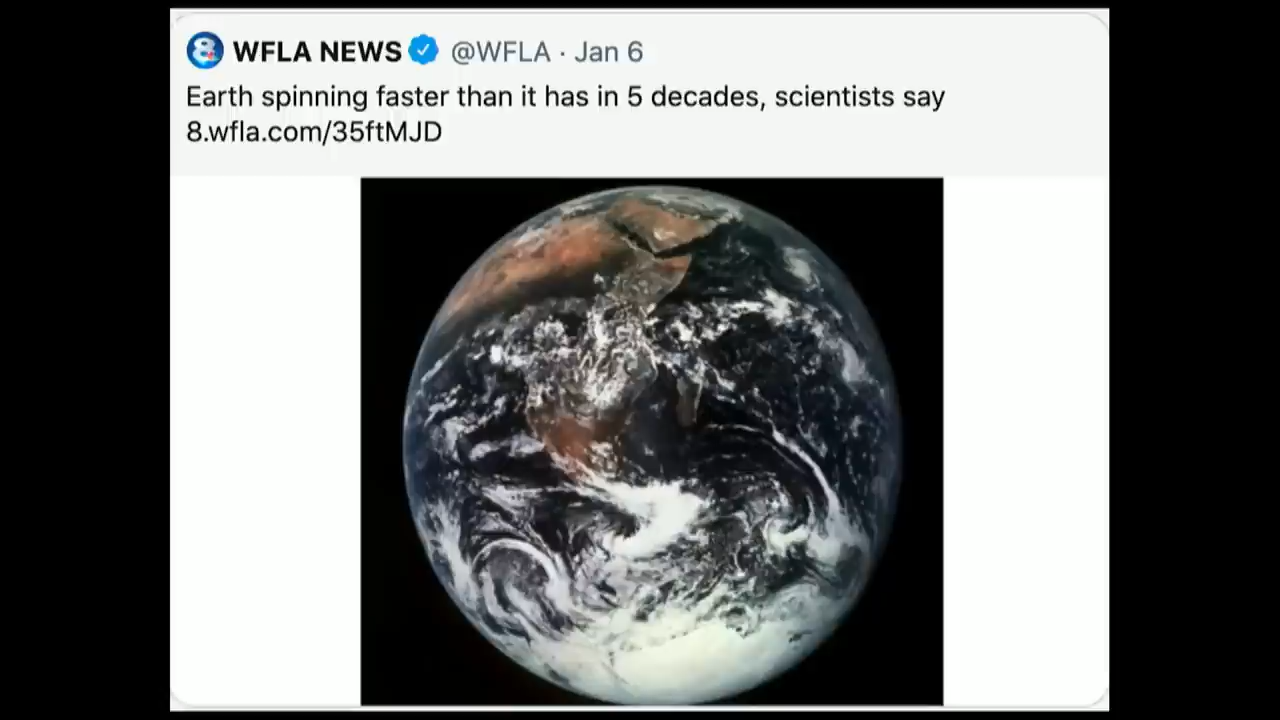 WFLA NEWS @WFLA · Jan 6
Earth spinning faster than it has in 5 decades, scientists say
8.wfla.com/35ftMJD